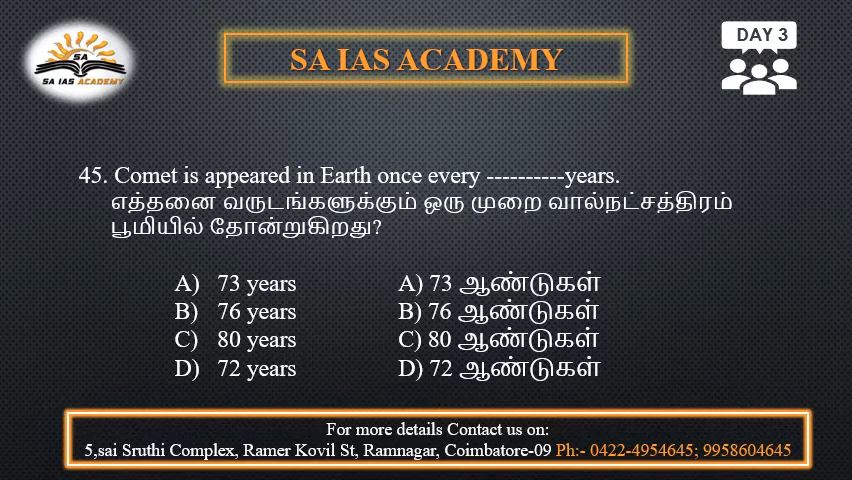 SA
SA IAS ACADEMY
SA IAS ACADEMY
DAY 3
45. Comet is appeared in Earth once every ----------years.
எத்தனை வருடங்களுக்கும் ஒரு முறை வால்நட்சத்திரம்
பூமியில் தோன்றுகிறது?
A) 73 years A) 73 ஆண்டுகள்
B) 76 years B) 76 ஆண்டுகள்
C) 80 years C) 80 ஆண்டுகள்
D) 72 years D) 72 ஆண்டுகள்
For more details Contact us on:
5,sai Sruthi Complex, Ramer Kovil St, Ramnagar, Coimbatore-09 Ph:- 0422-4954645; 9958604645